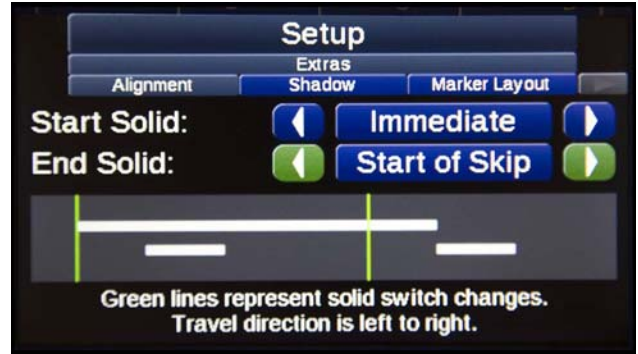 Setup
Extras
Alignment Shadow Marker Layout
Start Solid: Immediate
End Solid: Start of Skip
Green lines represent solid switch changes.
Travel direction is left to right.